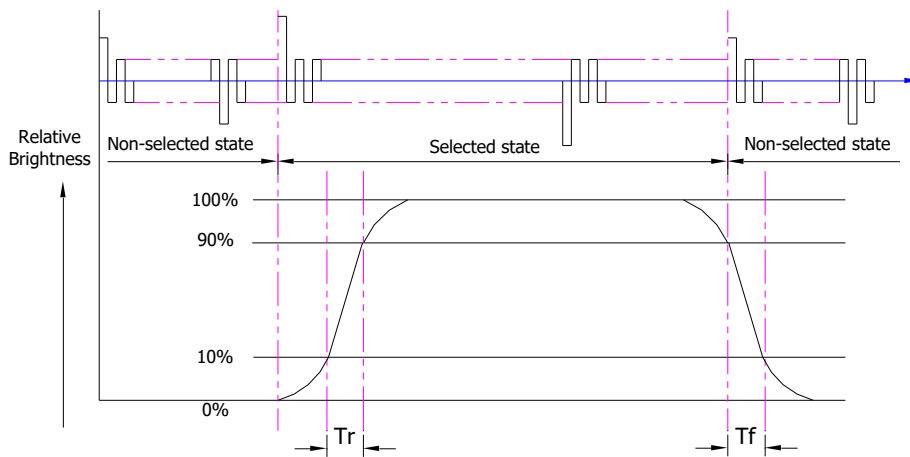 Relative
Brightness
Non-selected state
Selected state
Non-selected state
100%
90%
10%
0%
Tr
Tf